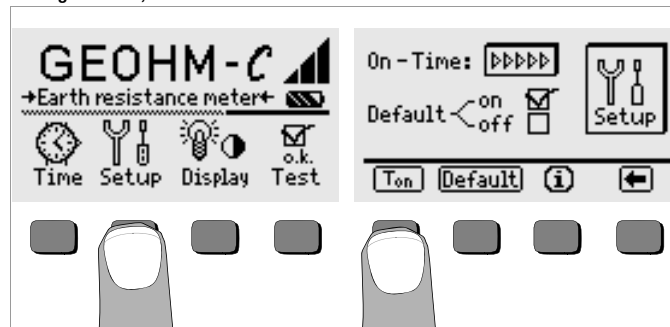 GEOHM-C
→Earth resistance meter←
Time Setup Display o.k. Test
On-Time: ▷▷▷▷▷
Default on
off
Setup
Ton Default i